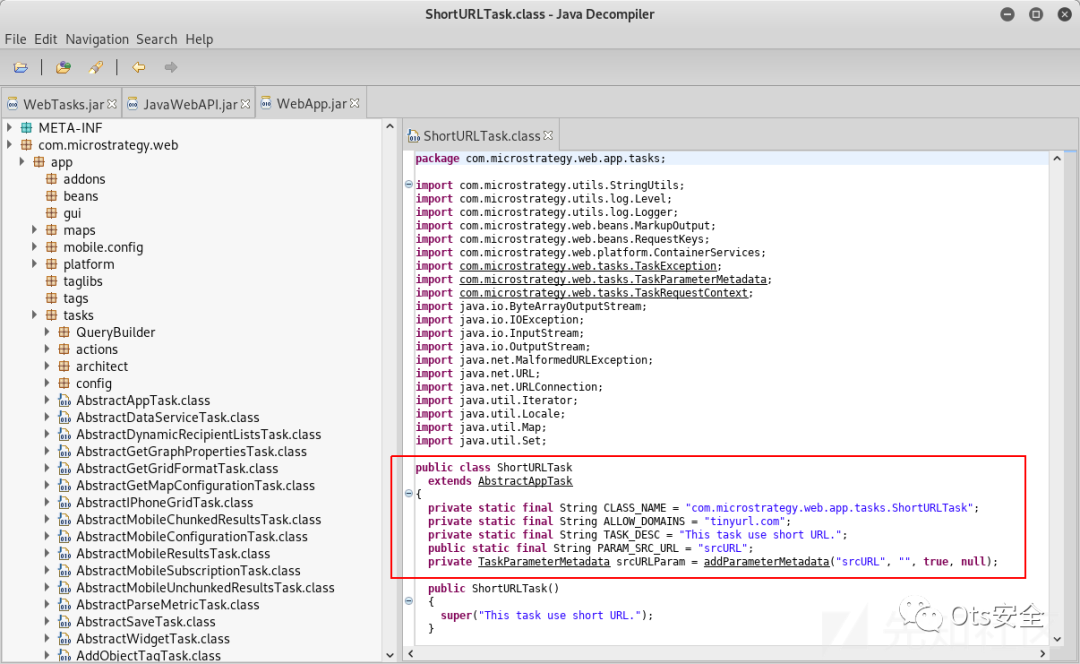 ShortURLTask.class - Java Decompiler
File Edit Navigation Search Help
WebTasks.jar
JavaWebAPI.jar
WebApp.jar
META-INF
com.microstrategy.web
app
addons
beans
gui
maps
mobile.config
platform
taglibs
tags
tasks
QueryBuilder
actions
architect
config
AbstractAppTask.class
AbstractDataServiceTask.class
AbstractDynamicRecipientListsTask.class
AbstractGetGraphPropertiesTask.class
AbstractGetGridFormatTask.class
AbstractGetMapConfigurationTask.class
AbstractIPhoneGridTask.class
AbstractMobileChunkedResultsTask.class
AbstractMobileConfigurationTask.class
AbstractMobileResultsTask.class
AbstractMobileSubscriptionTask.class
AbstractMobileUnchunkedResultsTask.class
AbstractParseMetricTask.class
AbstractSaveTask.class
AbstractWidgetTask.class
AddObjectTagTask.class
ShortURLTask.class
package com.microstrategy.web.app.tasks;
import com.microstrategy.utils.StringUtils;
import com.microstrategy.utils.log.Level;
import com.microstrategy.utils.log.Logger;
import com.microstrategy.web.beans.MarkupOutput;
import com.microstrategy.web.beans.RequestKeys;
import com.microstrategy.web.platform.ContainerServices;
import com.microstrategy.web.tasks.TaskException;
import com.microstrategy.web.tasks.TaskParameterMetadata;
import com.microstrategy.web.tasks.TaskRequestContext;
import java.io.ByteArrayOutputStream;
import java.io.IOException;
import java.io.InputStream;
import java.io.OutputStream;
import java.net.MalformedURLException;
import java.net.URL;
import java.net.URLConnection;
import java.util.Iterator;
import java.util.Locale;
import java.util.Map;
import java.util.Set;
public class ShortURLTask
extends AbstractAppTask
{
private static final String CLASS_NAME = "com.microstrategy.web.app.tasks.ShortURLTask";
private static final String ALLOW_DOMAINS = "tinyurl.com";
private static final String TASK_DESC = "This task use short URL.";
public static final String PARAM_SRC_URL = "srcURL";
private TaskParameterMetadata srcURLParam = addParameterMetadata("srcURL", "", true, null);
public ShortURLTask()
{
super("This task use short URL.");
}
Ots安全